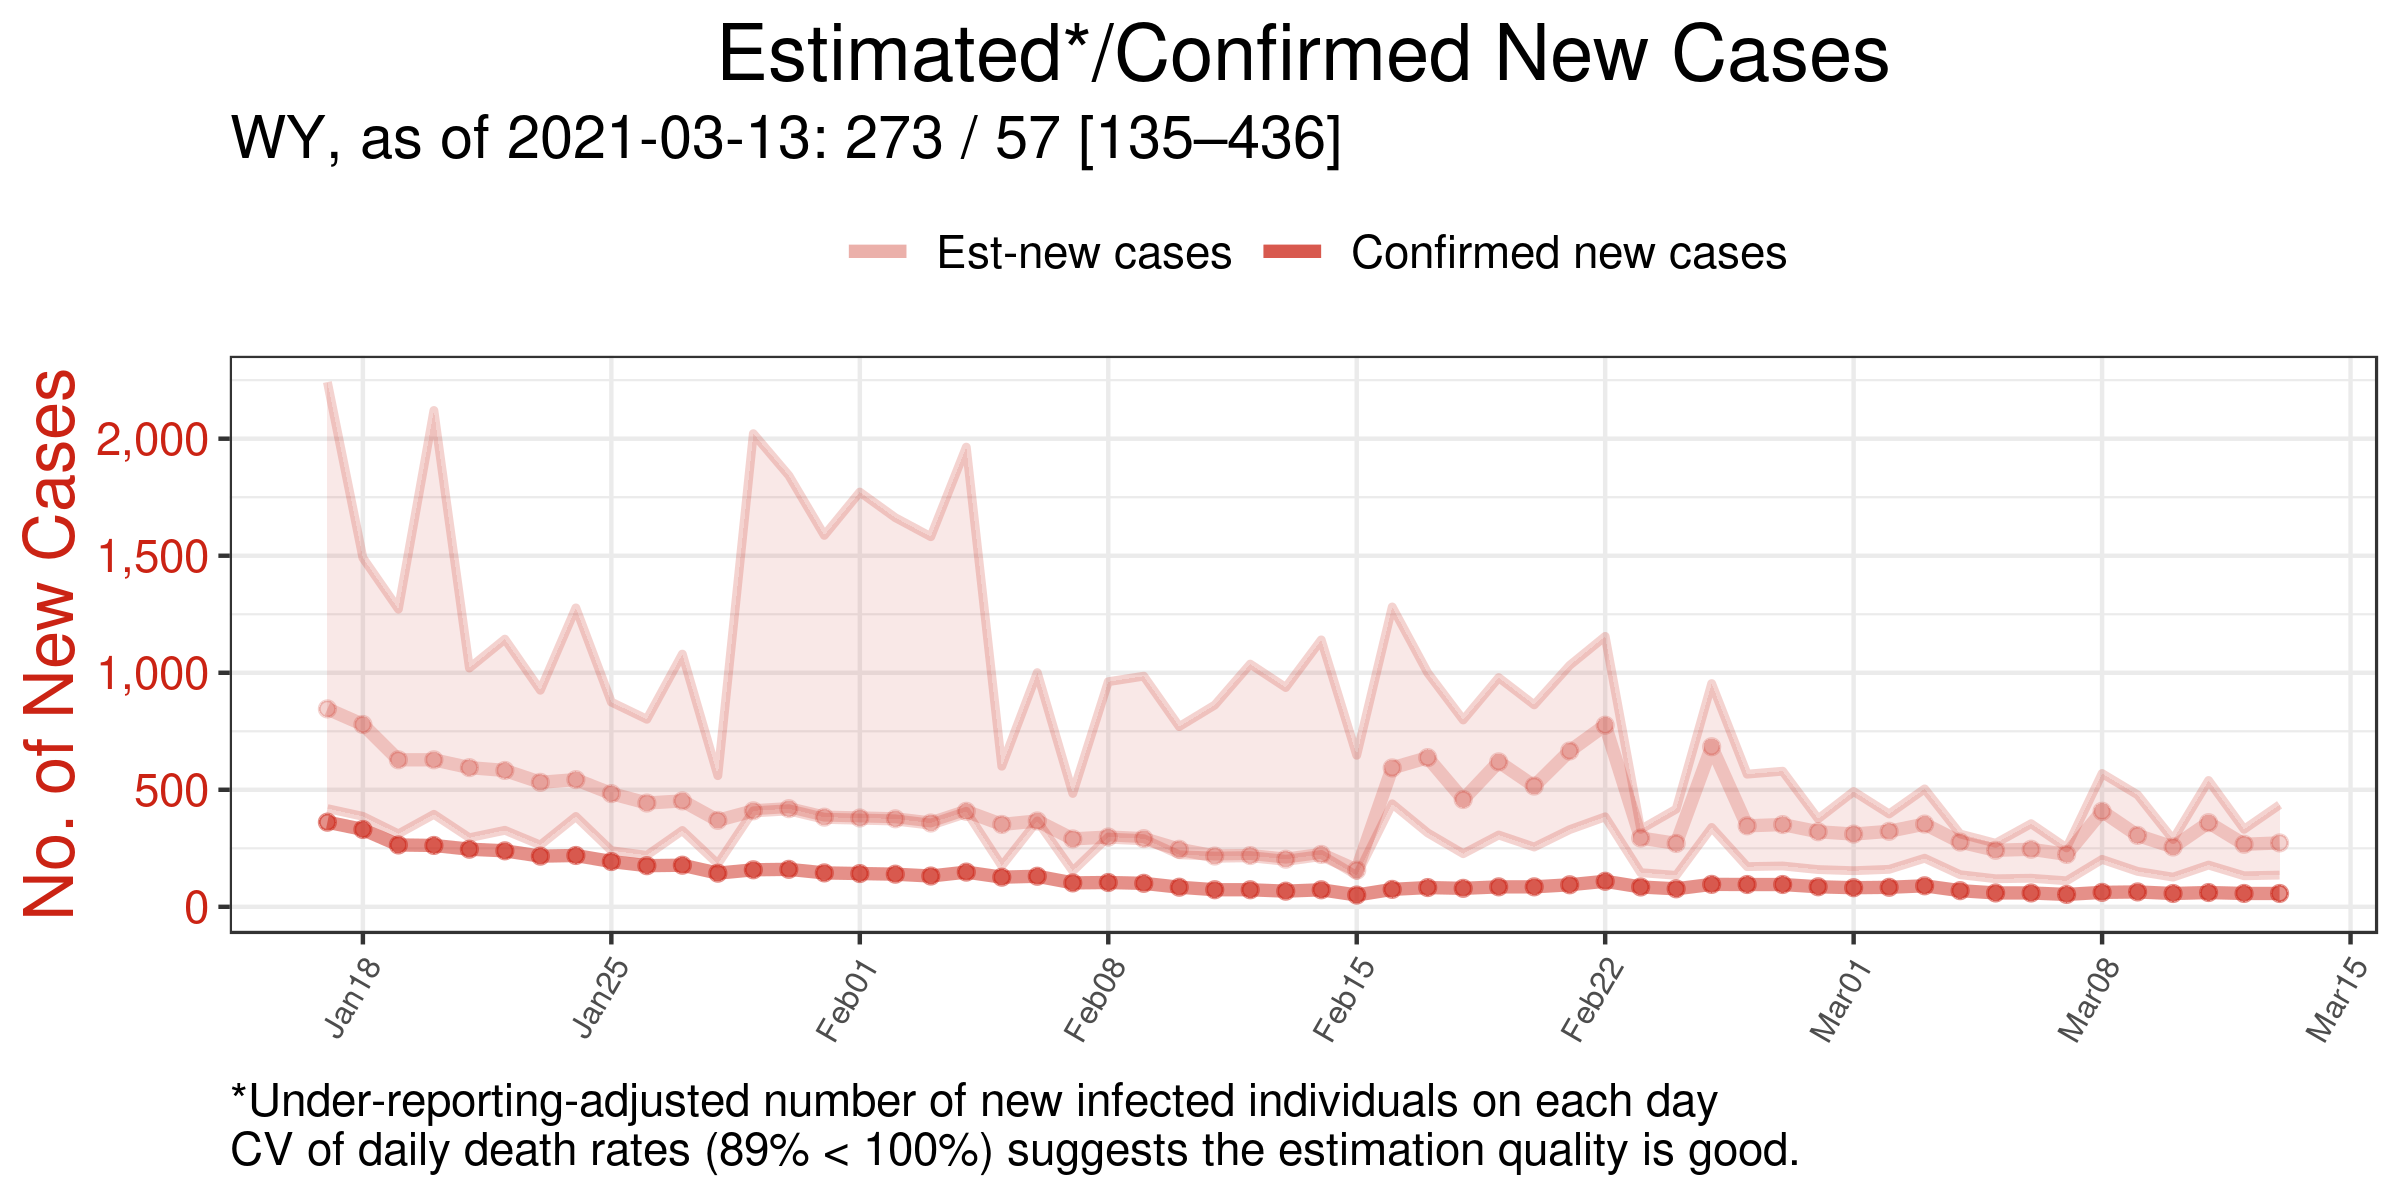 Estimated*/Confirmed New Cases
WY, as of 2021-03-13: 273 / 57 [135–436]
Est-new cases Confirmed new cases
No. of New Cases
2,000
1,500
1,000
500
0
Jan18 Jan25 Feb01 Feb08 Feb15 Feb22 Mar01 Mar08 Mar15
*Under-reporting-adjusted number of new infected individuals on each day
CV of daily death rates (89% < 100%) suggests the estimation quality is good.